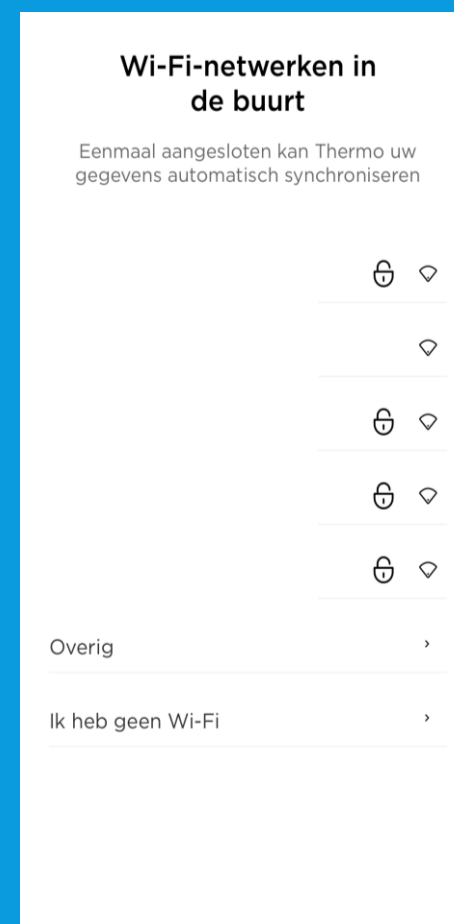 Wi-Fi-netwerken in
de buurt
Eenmaal aangesloten kan Thermo uw
gegevens automatisch synchroniseren
Overig
Ik heb geen Wi-Fi